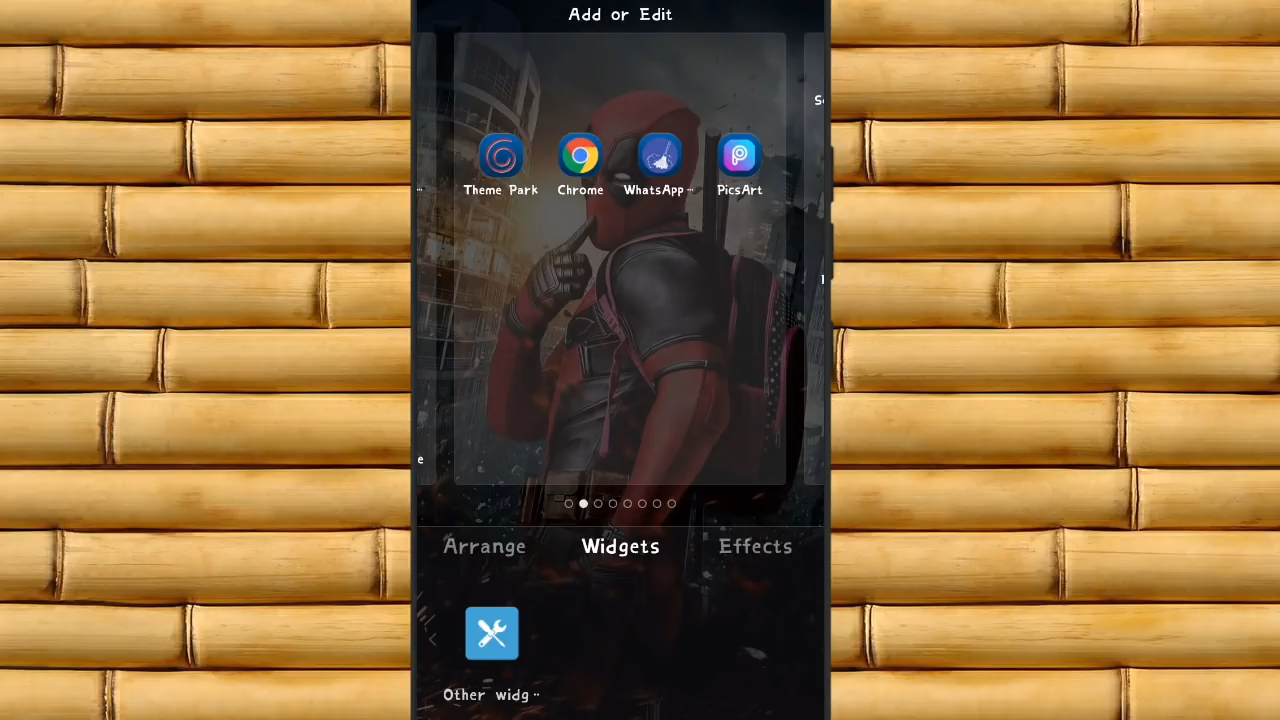 Add or Edit
Theme Park Chrome WhatsApp ··· PicsArt
e
Arrange Widgets Effects
Other widg ··